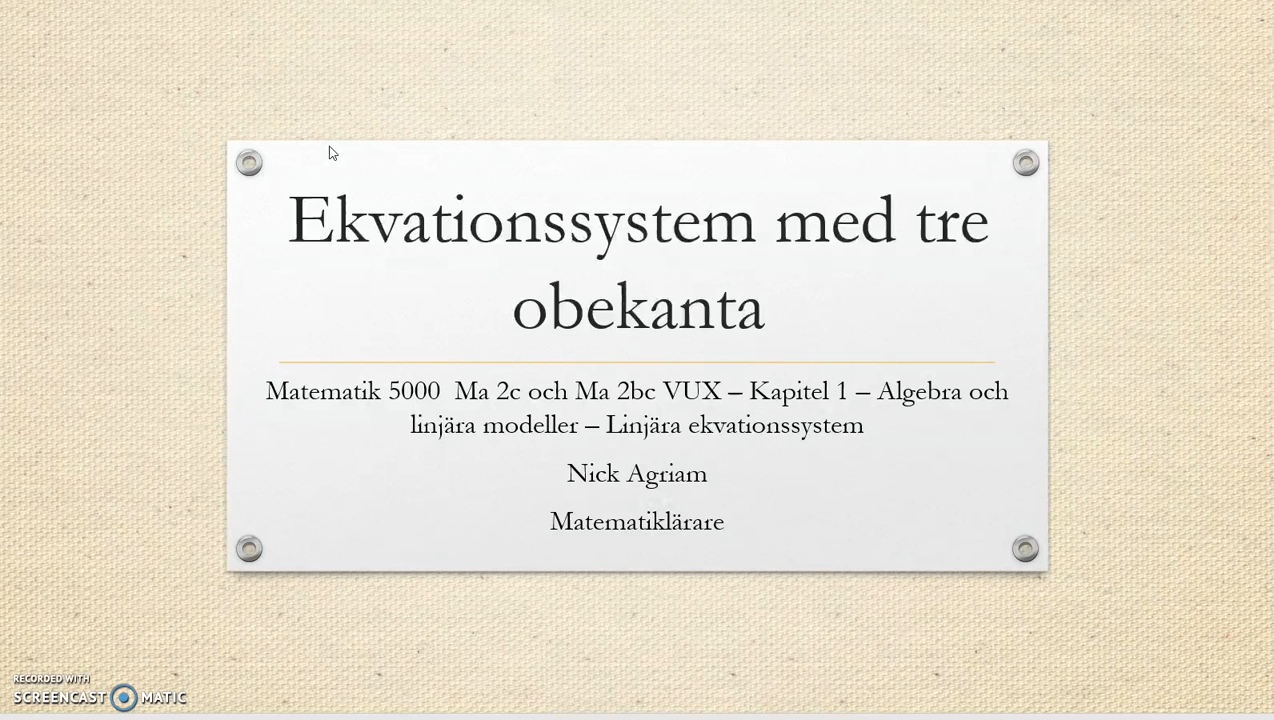 Ekvationssystem med tre
obekanta
Matematik 5000  Ma 2c och Ma 2bc VUX – Kapitel 1 – Algebra och
linjära modeller – Linjära ekvationssystem
Nick Agriam
Matematiklärare
RECORDED WITH
SCREENCAST MATIC